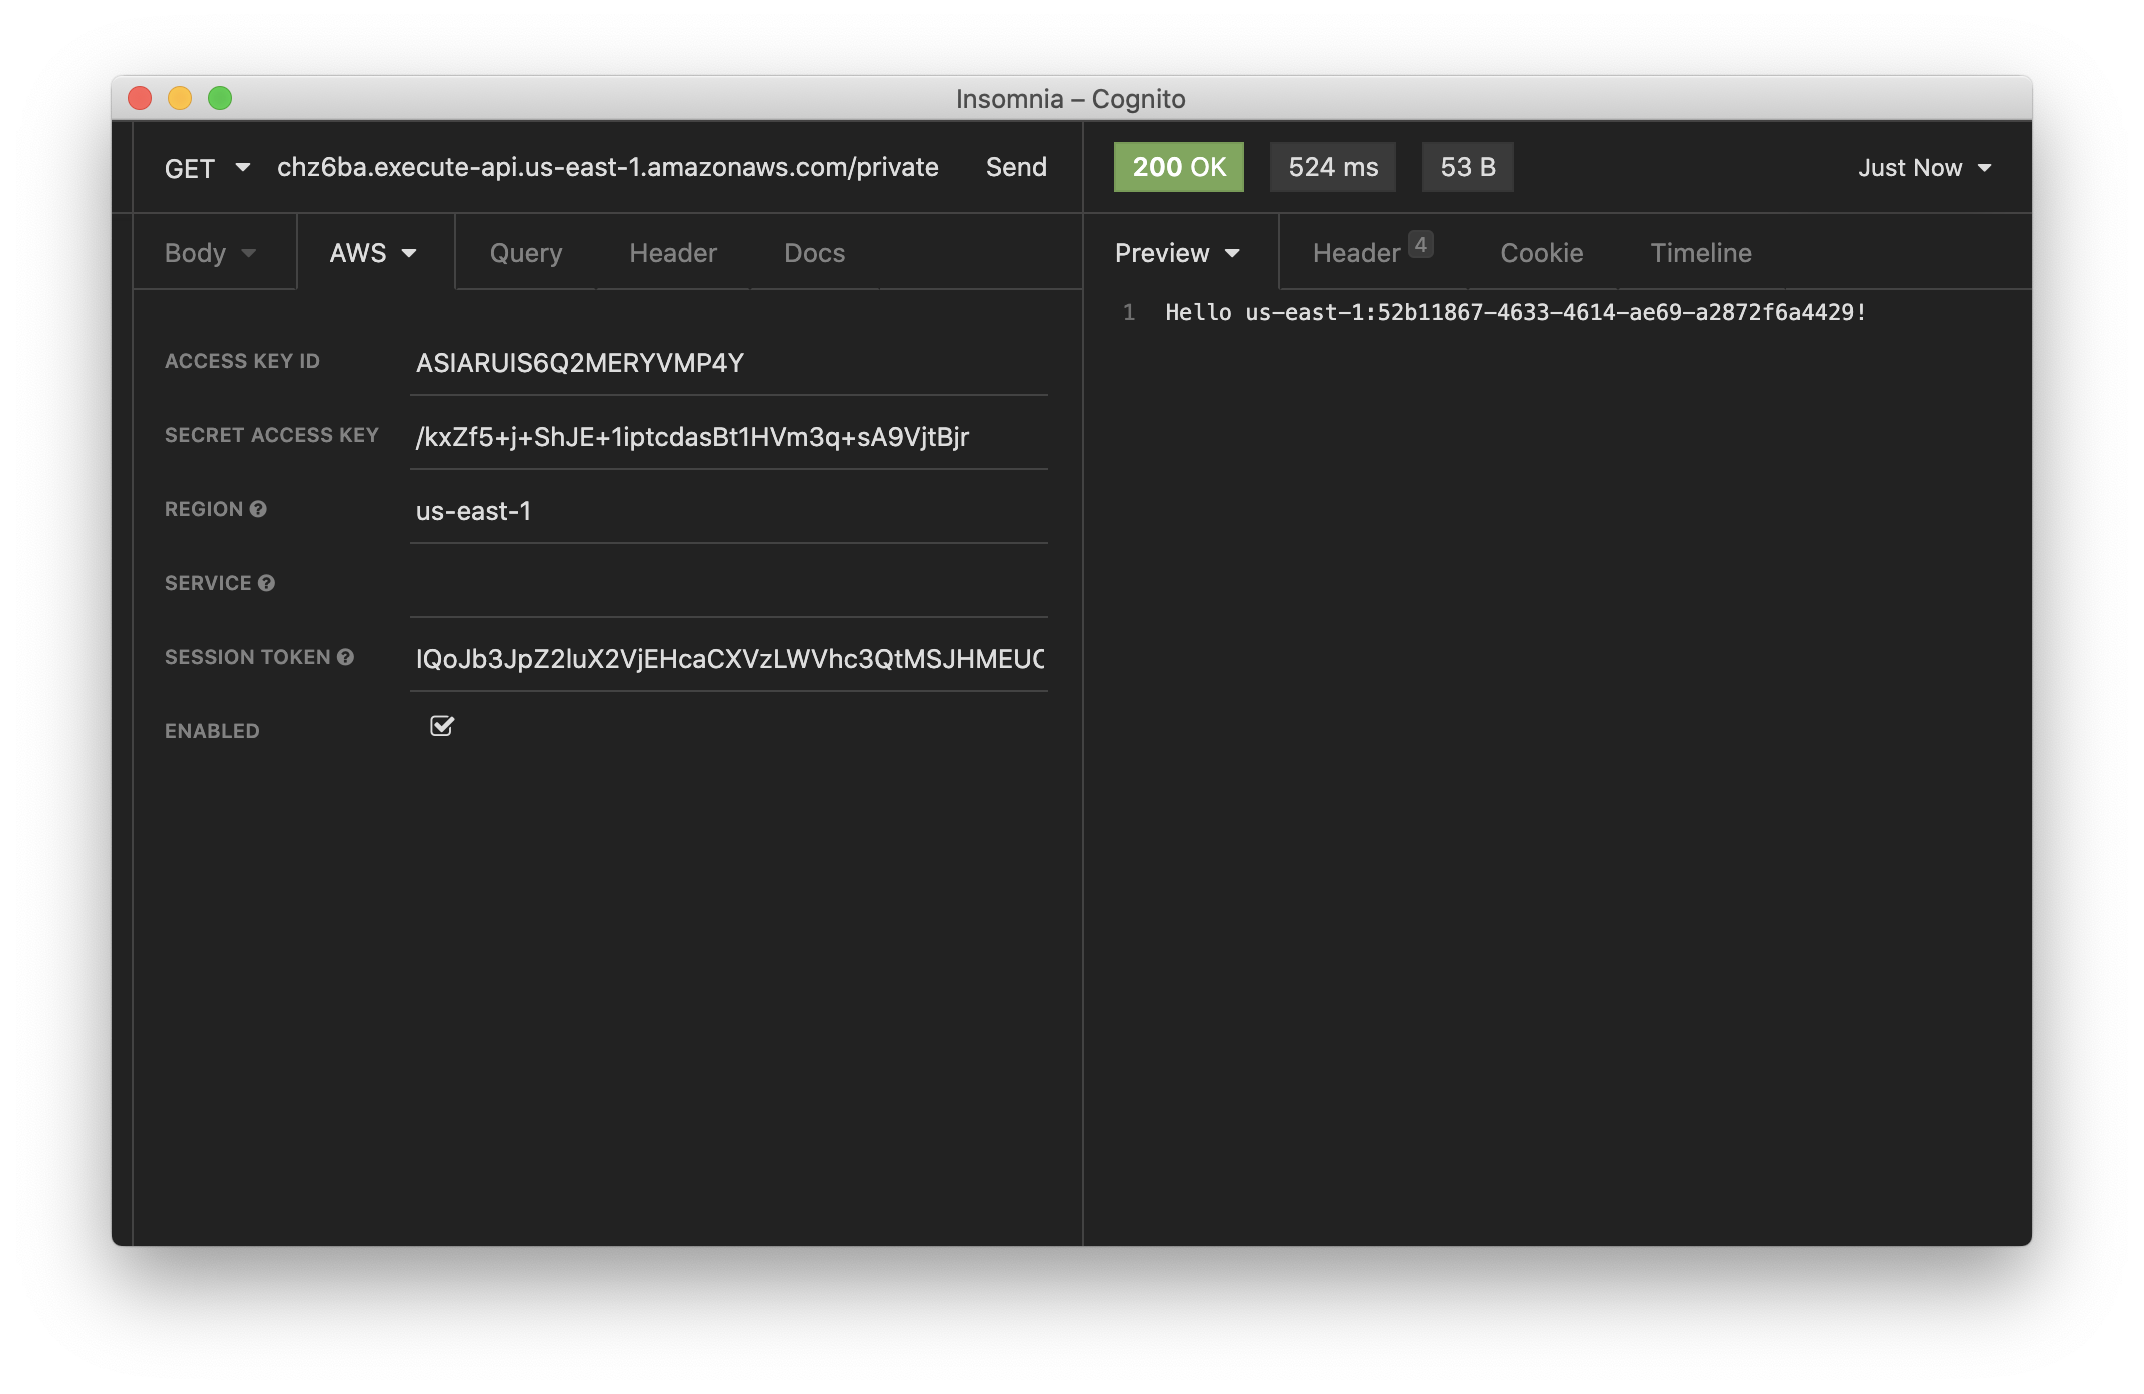 Insomnia – Cognito
GET chz6ba.execute-api.us-east-1.amazonaws.com/private Send
200 OK 524 ms 53 B Just Now
Body AWS Query Header Docs
Preview Header 4 Cookie Timeline
1 Hello us-east-1:52b11867-4633-4614-ae69-a2872f6a4429!
ACCESS KEY ID ASIARUIS6Q2MERYVMP4Y
SECRET ACCESS KEY /kxZf5+j+ShJE+1iptcdasBt1HVm3q+sA9VjtBjr
REGION us-east-1
SERVICE
SESSION TOKEN IQoJb3JpZ2luX2VjEHcaCXVzLWVhc3QtMSJHMEUC
ENABLED